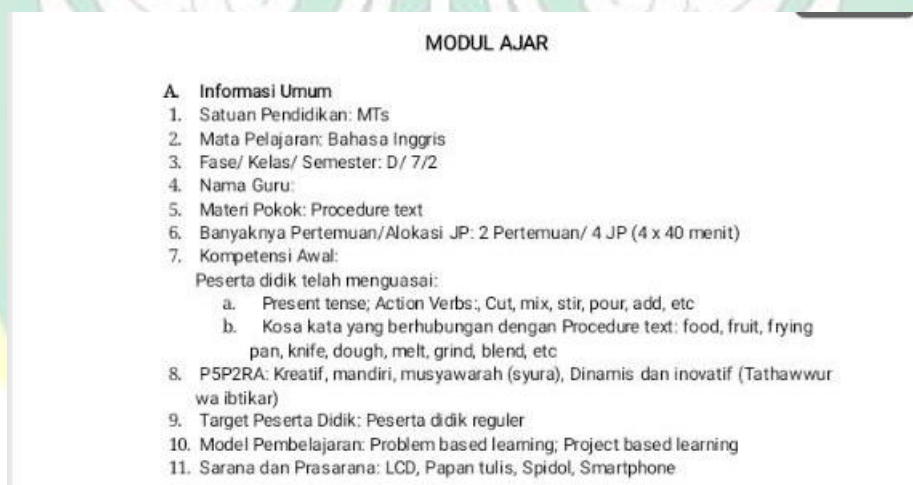 MODUL AJAR
A. Informasi Umum
1. Satuan Pendidikan: MTs
2. Mata Pelajaran: Bahasa Inggris
3. Fase/ Kelas/ Semester: D/ 7/2
4. Nama Guru:
5. Materi Pokok: Procedure text
6. Banyaknya Pertemuan/Alokasi JP: 2 Pertemuan/ 4 JP (4 x 40 menit)
7. Kompetensi Awal:
Peserta didik telah menguasai:
a. Present tense; Action Verbs:, Cut, mix, stir, pour, add, etc
b. Kosa kata yang berhubungan dengan Procedure text: food, fruit, frying
pan, knife, dough, melt, grind, blend, etc
8. P5P2RA: Kreatif, mandiri, musyawarah (syura), Dinamis dan inovatif (Tathawwur
wa ibtikar)
9. Target Peserta Didik: Peserta didik reguler
10. Model Pembelajaran: Problem based learning; Project based learning
11. Sarana dan Prasarana: LCD, Papan tulis, Spidol, Smartphone